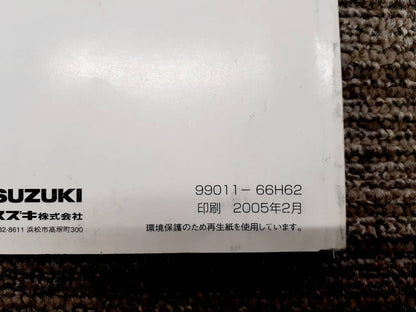 SUZUKI
スズキ株式会社
32-8611 浜松市高塚町300
99011－66H62
印刷 2005年2月
環境保護のため再生紙を使用しています。